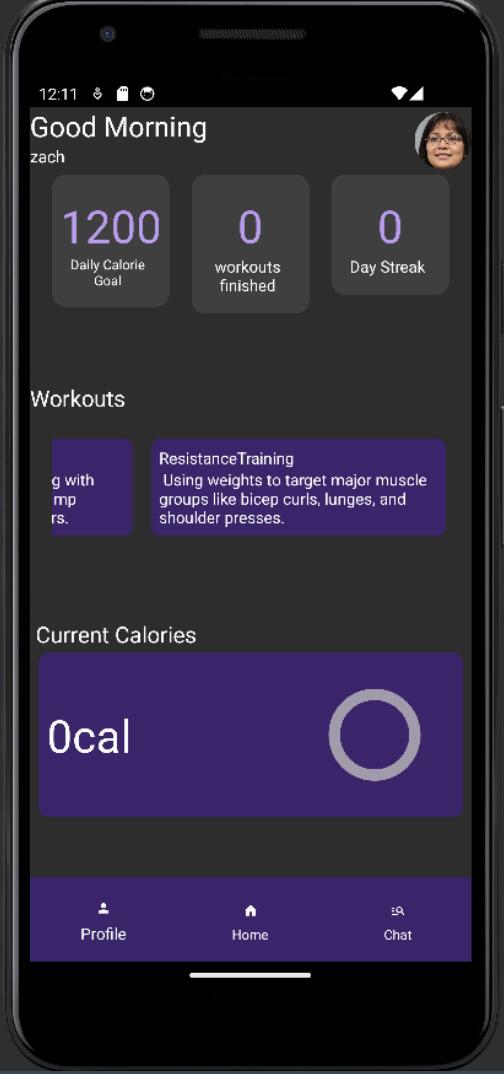 12:11
Good Morning
zach
1200
Daily Calorie
Goal
0
workouts
finished
0
Day Streak
Workouts
g with
mp
rs.
ResistanceTraining
Using weights to target major muscle
groups like bicep curls, lunges, and
shoulder presses.
Current Calories
0cal
Profile
Home
Chat